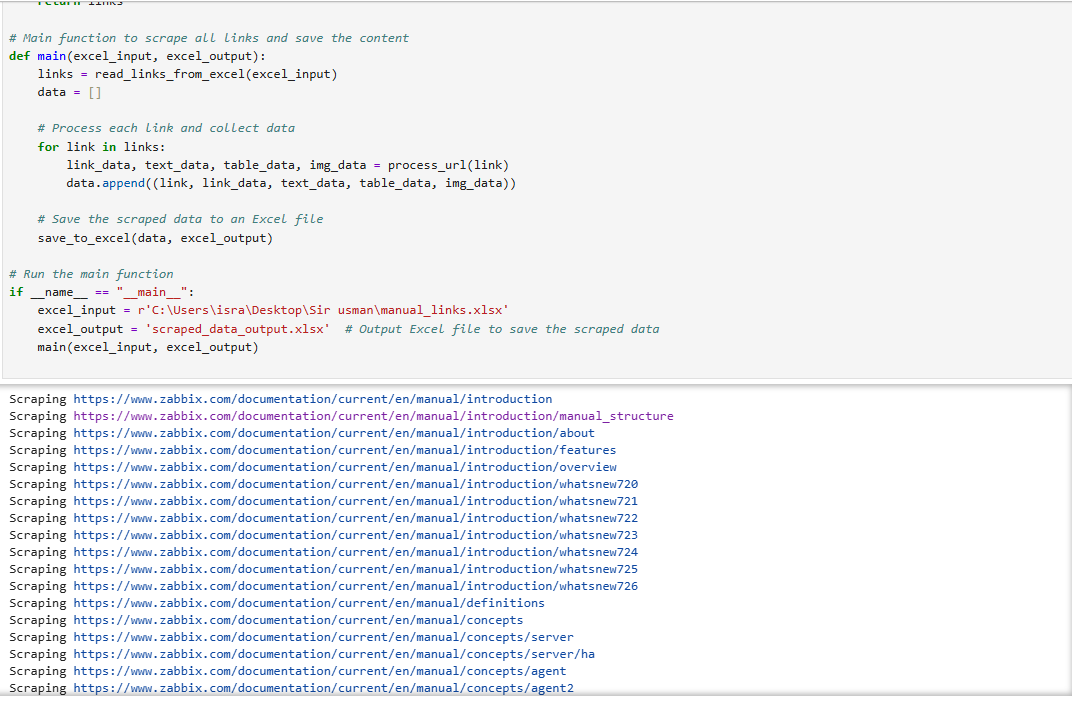 return links
# Main function to scrape all links and save the content
def main(excel_input, excel_output):
    links = read_links_from_excel(excel_input)
    data = []
    # Process each link and collect data
    for link in links:
        link_data, text_data, table_data, img_data = process_url(link)
        data.append((link, link_data, text_data, table_data, img_data))
    # Save the scraped data to an Excel file
    save_to_excel(data, excel_output)
# Run the main function
if __name__ == "__main__":
    excel_input = r'C:\Users\isra\Desktop\Sir usman\manual_links.xlsx'
    excel_output = 'scraped_data_output.xlsx'  # Output Excel file to save the scraped data
    main(excel_input, excel_output)
Scraping https://www.zabbix.com/documentation/current/en/manual/introduction
Scraping https://www.zabbix.com/documentation/current/en/manual/introduction/manual_structure
Scraping https://www.zabbix.com/documentation/current/en/manual/introduction/about
Scraping https://www.zabbix.com/documentation/current/en/manual/introduction/features
Scraping https://www.zabbix.com/documentation/current/en/manual/introduction/overview
Scraping https://www.zabbix.com/documentation/current/en/manual/introduction/whatsnew720
Scraping https://www.zabbix.com/documentation/current/en/manual/introduction/whatsnew721
Scraping https://www.zabbix.com/documentation/current/en/manual/introduction/whatsnew722
Scraping https://www.zabbix.com/documentation/current/en/manual/introduction/whatsnew723
Scraping https://www.zabbix.com/documentation/current/en/manual/introduction/whatsnew724
Scraping https://www.zabbix.com/documentation/current/en/manual/introduction/whatsnew725
Scraping https://www.zabbix.com/documentation/current/en/manual/introduction/whatsnew726
Scraping https://www.zabbix.com/documentation/current/en/manual/definitions
Scraping https://www.zabbix.com/documentation/current/en/manual/concepts
Scraping https://www.zabbix.com/documentation/current/en/manual/concepts/server
Scraping https://www.zabbix.com/documentation/current/en/manual/concepts/server/ha
Scraping https://www.zabbix.com/documentation/current/en/manual/concepts/agent
Scraping https://www.zabbix.com/documentation/current/en/manual/concepts/agent2